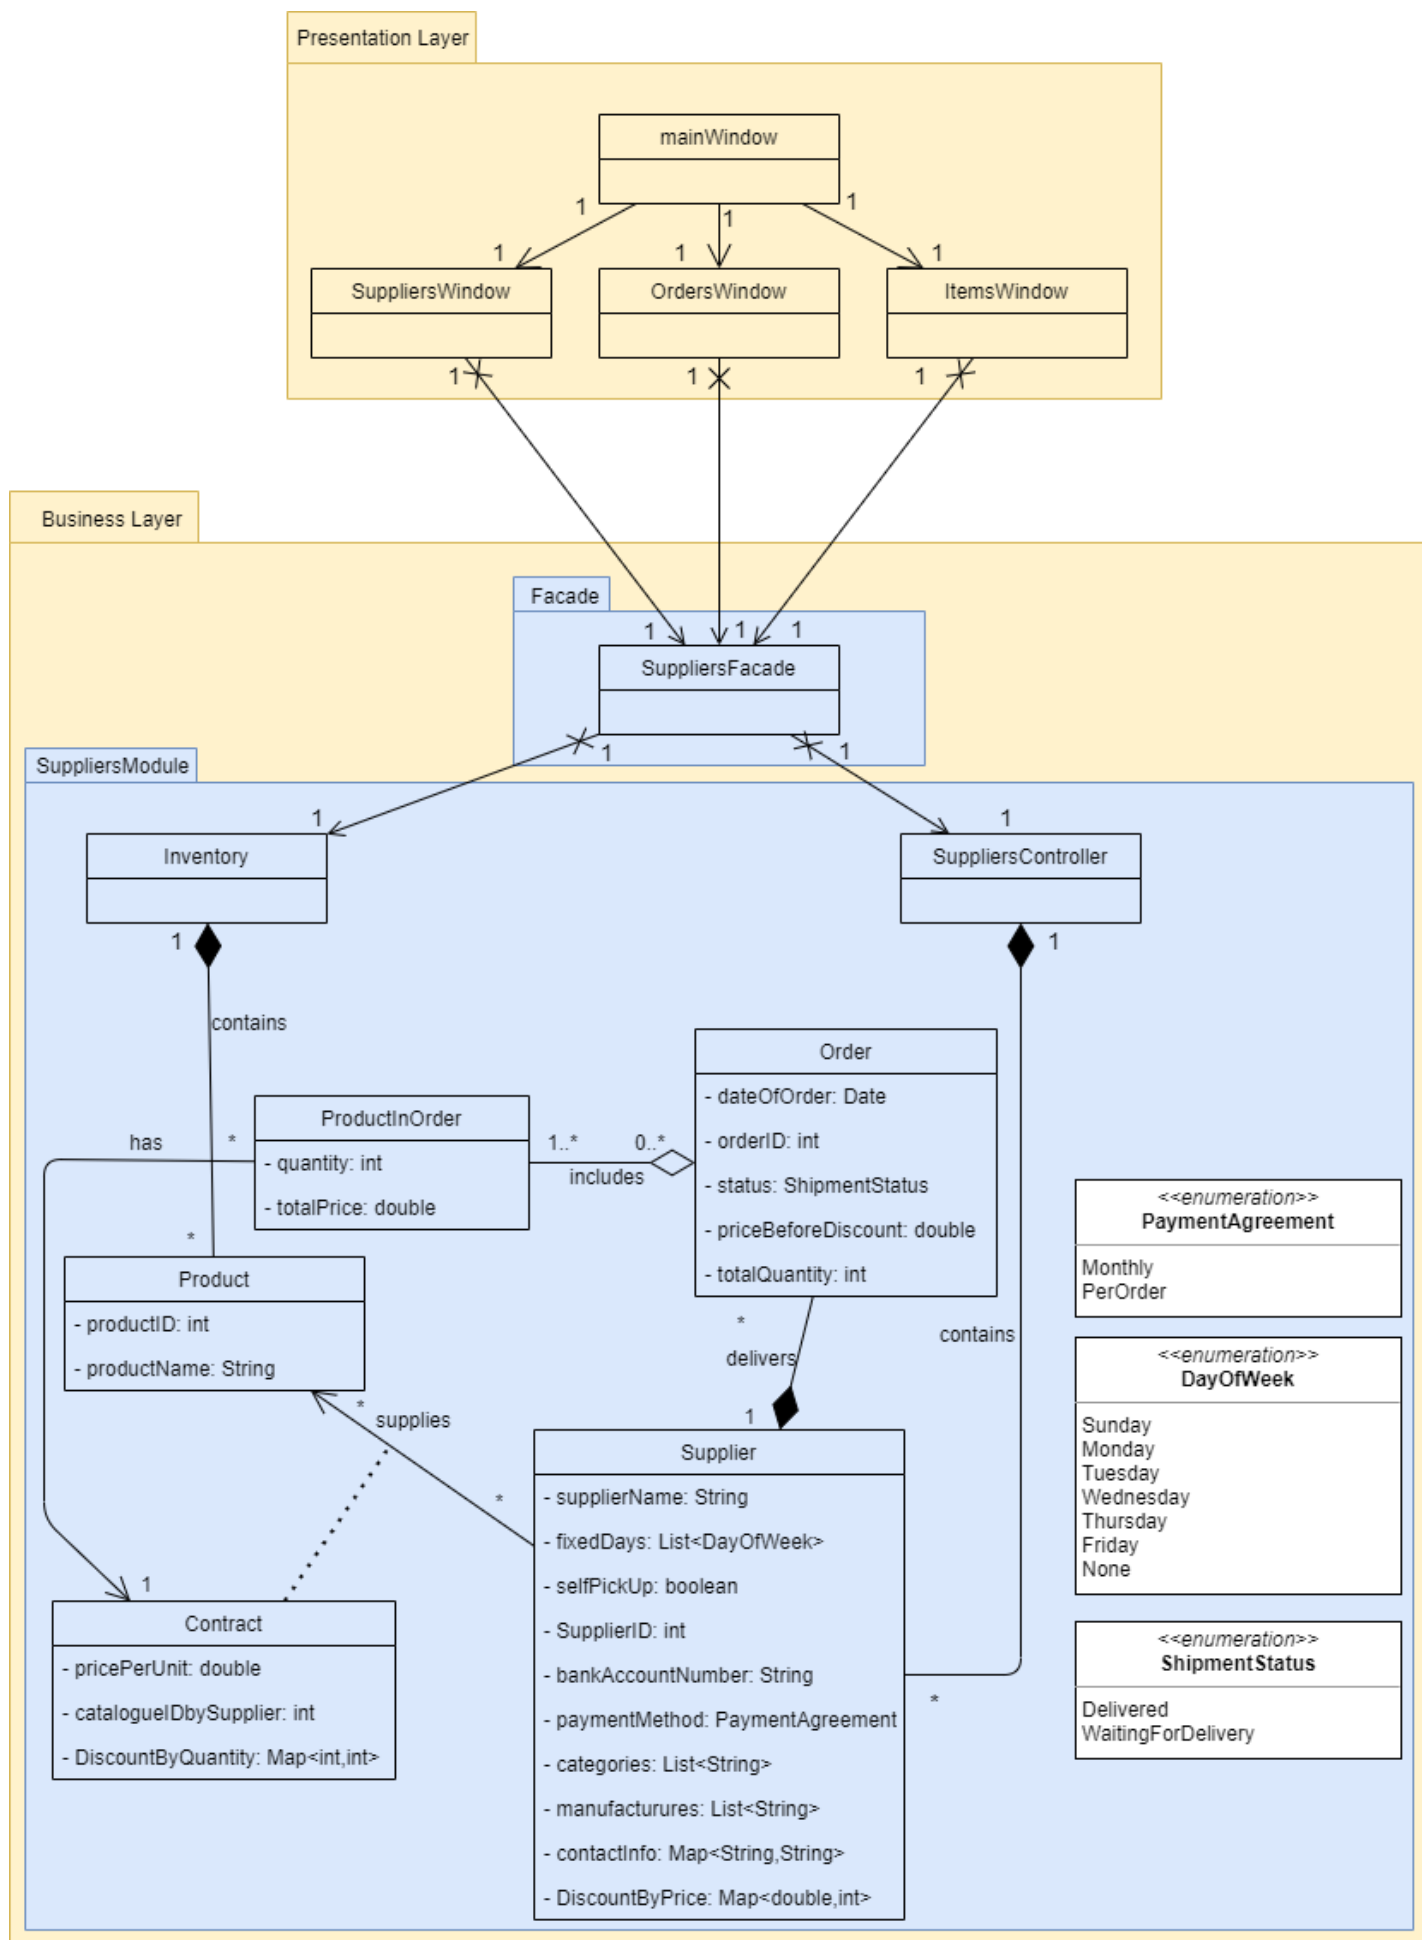 Presentation Layer
mainWindow
1
1
1
1
1
1
SuppliersWindow
OrdersWindow
ItemsWindow
1
1
1
Business Layer
Facade
1
1
1
SuppliersFacade
1
1
SuppliersModule
1
1
Inventory
SuppliersController
1
1
contains
Order
- dateOfOrder: Date
- orderID: int
- status: ShipmentStatus
- priceBeforeDiscount: double
- totalQuantity: int
ProductInOrder
- quantity: int
- totalPrice: double
has
*
1..*
0..*
includes
*
Product
- productID: int
- productName: String
<<enumeration>>
PaymentAgreement
Monthly
PerOrder
*
delivers
contains
1
* supplies
*
<<enumeration>>
DayOfWeek
Sunday
Monday
Tuesday
Wednesday
Thursday
Friday
None
Supplier
- supplierName: String
- fixedDays: List<DayOfWeek>
- selfPickUp: boolean
- SupplierID: int
- bankAccountNumber: String
- paymentMethod: PaymentAgreement
- categories: List<String>
- manufacturures: List<String>
- contactInfo: Map<String,String>
- DiscountByPrice: Map<double,int>
*
1
Contract
- pricePerUnit: double
- catalogueIDbySupplier: int
- DiscountByQuantity: Map<int,int>
<<enumeration>>
ShipmentStatus
Delivered
WaitingForDelivery